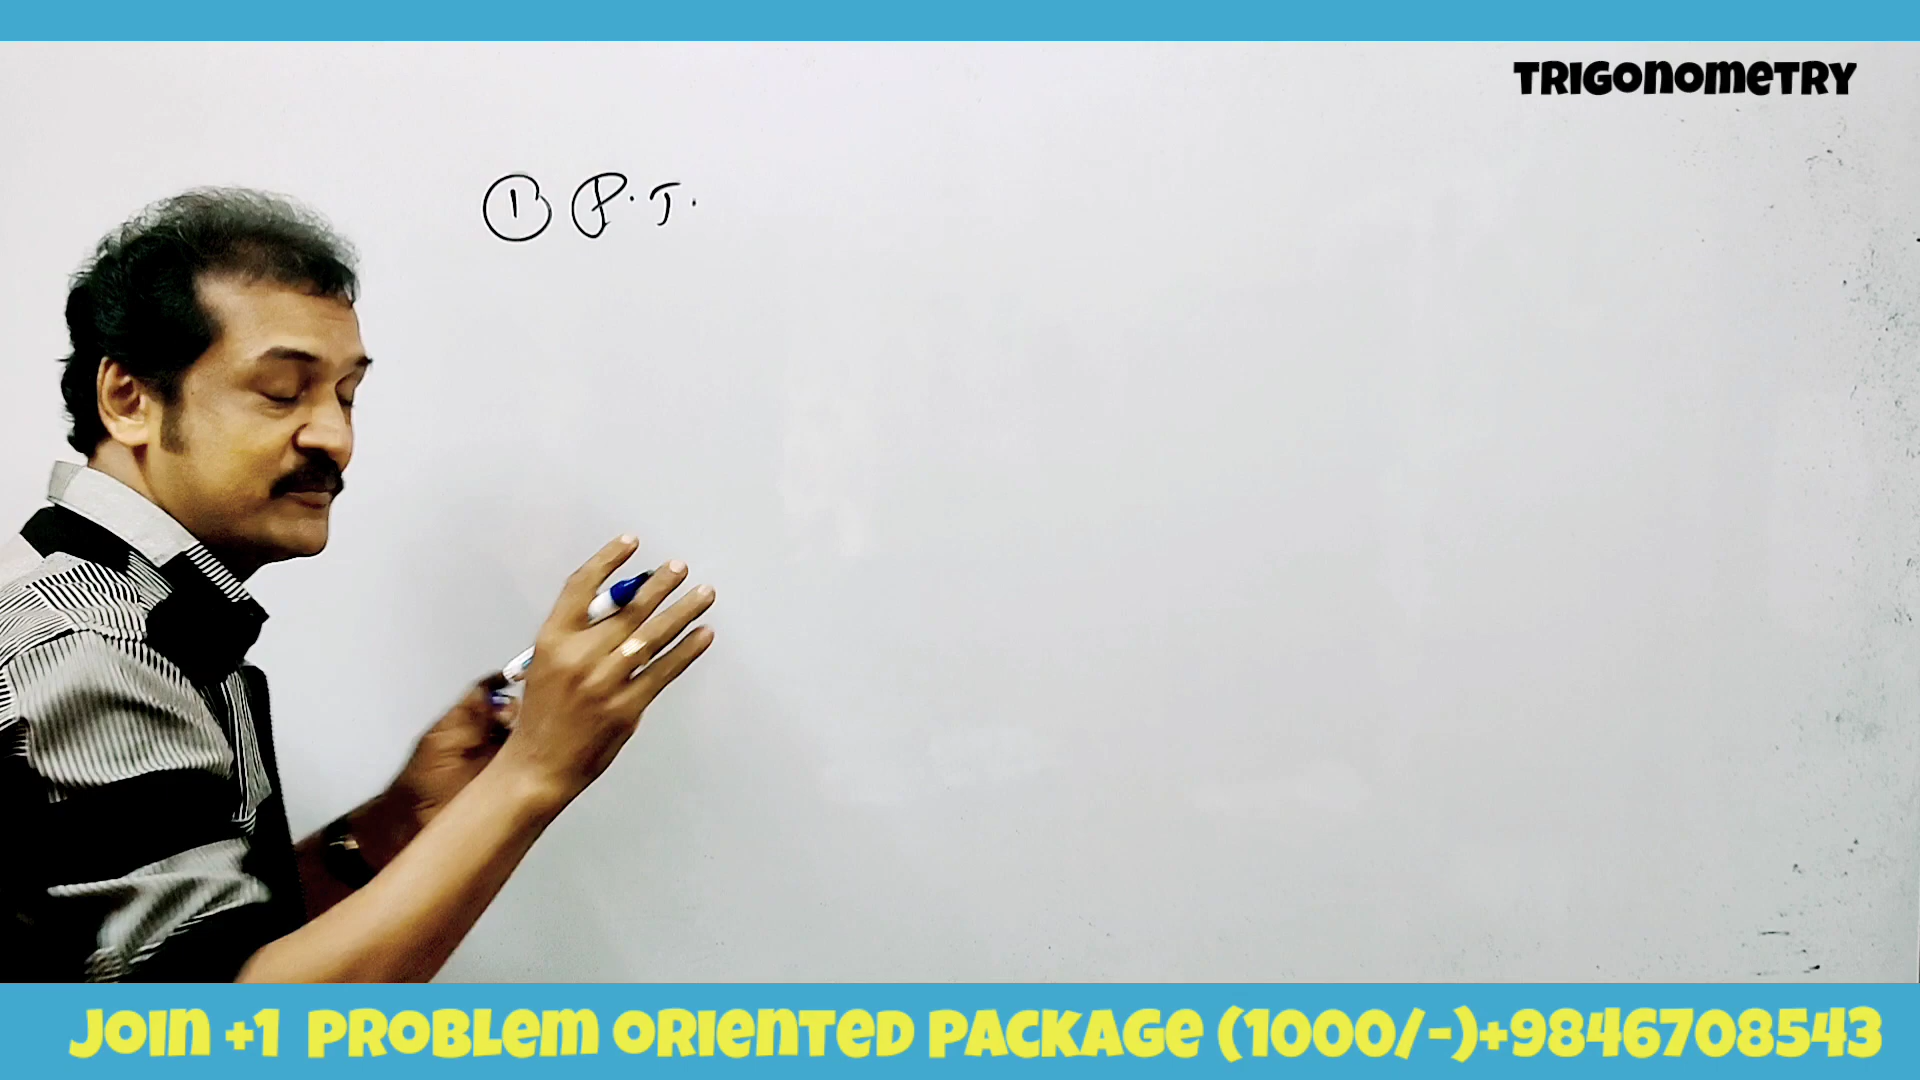 TRIGONOMETRY
① P.T.
JOIN +1 PROBLEM ORIENTED PACKAGE (1000/-)+9846708543